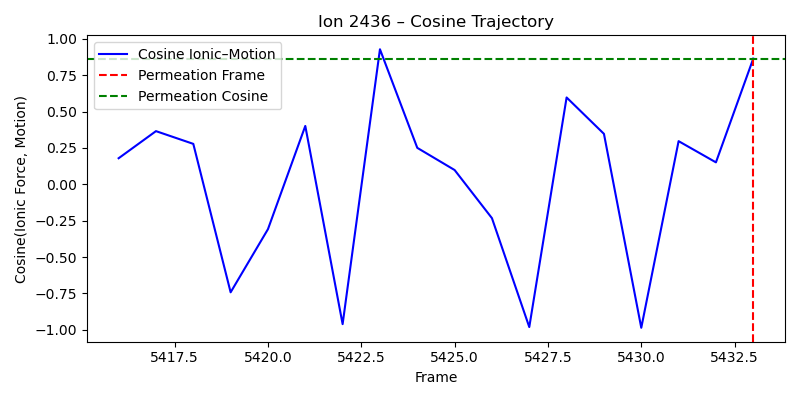 Ion 2436 – Cosine Trajectory
Cosine Ionic–Motion
Permeation Frame
Permeation Cosine
Cosine(Ionic Force, Motion)
1.00
0.75
0.50
0.25
0.00
−0.25
−0.50
−0.75
−1.00
5417.5 5420.0 5422.5 5425.0 5427.5 5430.0 5432.5
Frame